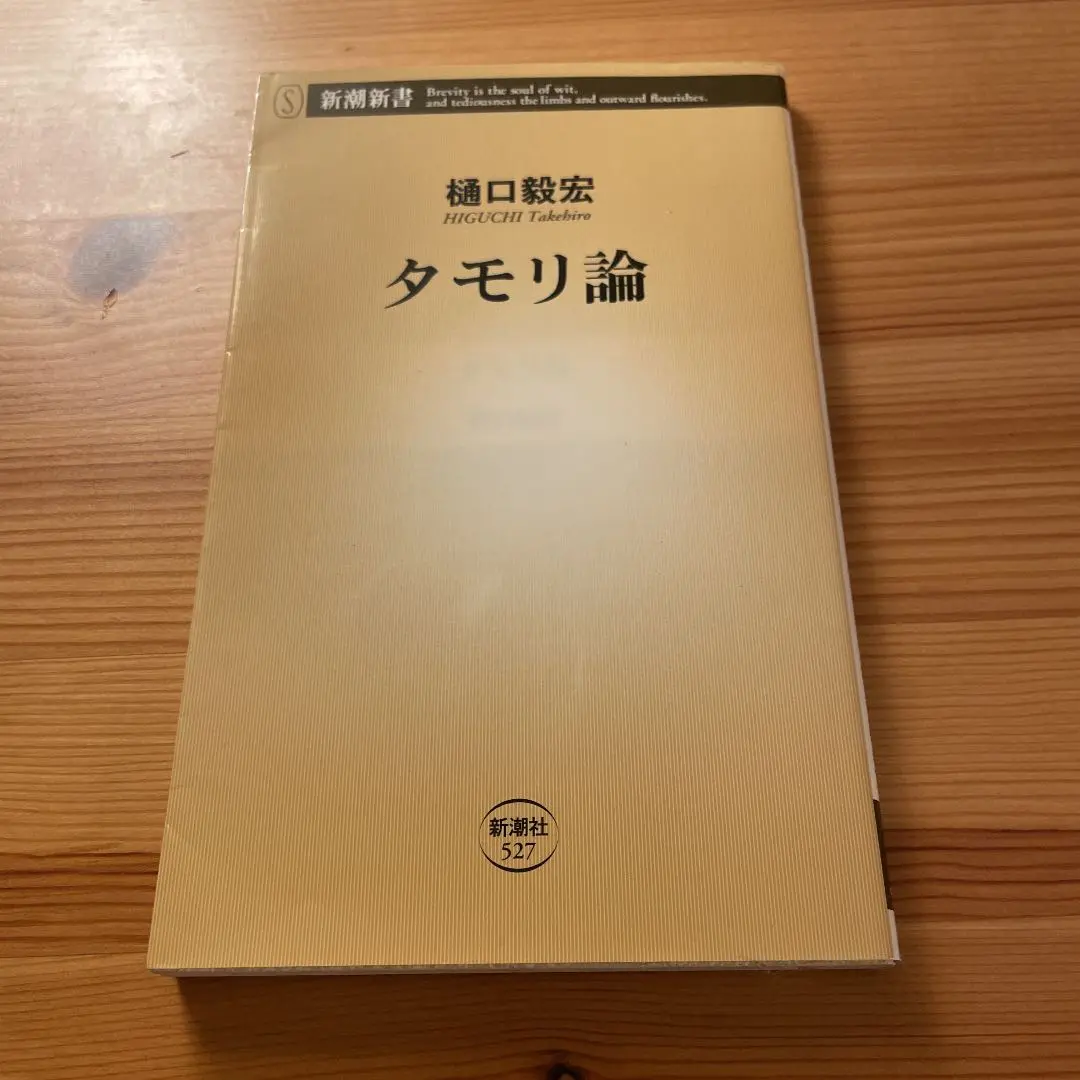 S
新潮新書
Brevity is the soul of wit,
and tediousness the limbs and outward flourishes.
樋口毅宏
HIGUCHI Takehiro
タモリ論
新潮社
527